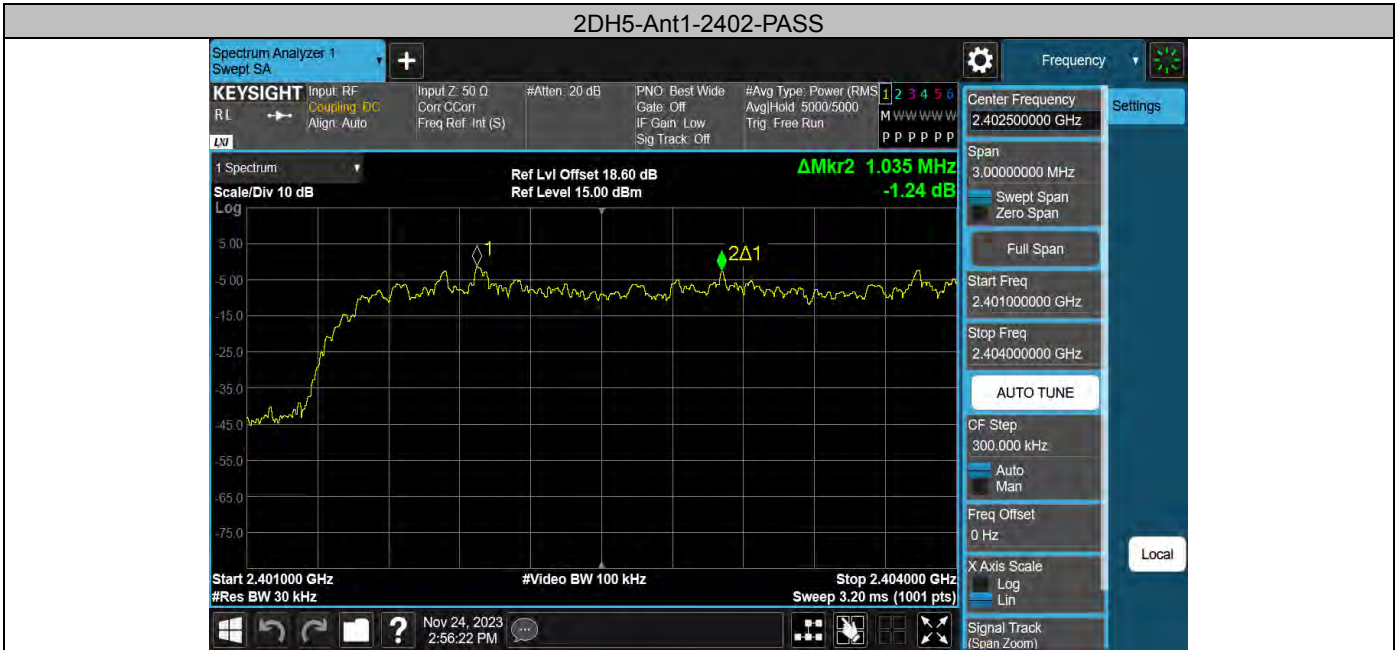 2DH5-Ant1-2402-PASS
Spectrum Analyzer 1
Swept SA
Frequency
KEYSIGHT
RL
LXI
Input: RF
Coupling: DC
Align: Auto
Input Z: 50 Ω
Corr CCorr
Freq Ref: Int (S)
#Atten: 20 dB
PNO: Best Wide
Gate: Off
IF Gain: Low
Sig Track: Off
#Avg Type: Power (RMS
Avg|Hold: 5000/5000
Trig: Free Run
1 2 3 4 5 6
M W W W W W
P P P P P P
Center Frequency
2.402500000 GHz
Settings
1 Spectrum
Scale/Div 10 dB
Ref Lvl Offset 18.60 dB
Ref Level 15.00 dBm
ΔMkr2 1.035 MHz
-1.24 dB
Span
3.00000000 MHz
Swept Span
Zero Span
Full Span
Start Freq
2.401000000 GHz
Stop Freq
2.404000000 GHz
AUTO TUNE
CF Step
300.000 kHz
Auto
Man
Freq Offset
0 Hz
X Axis Scale
Log
Lin
Signal Track
(Span Zoom)
Local
Log
5.00
-5.00
-15.0
-25.0
-35.0
-45.0
-55.0
-65.0
-75.0
1
2Δ1
Start 2.401000 GHz
#Video BW 100 kHz
Stop 2.404000 GHz
#Res BW 30 kHz
Sweep 3.20 ms (1001 pts)
?
Nov 24, 2023
2:56:22 PM